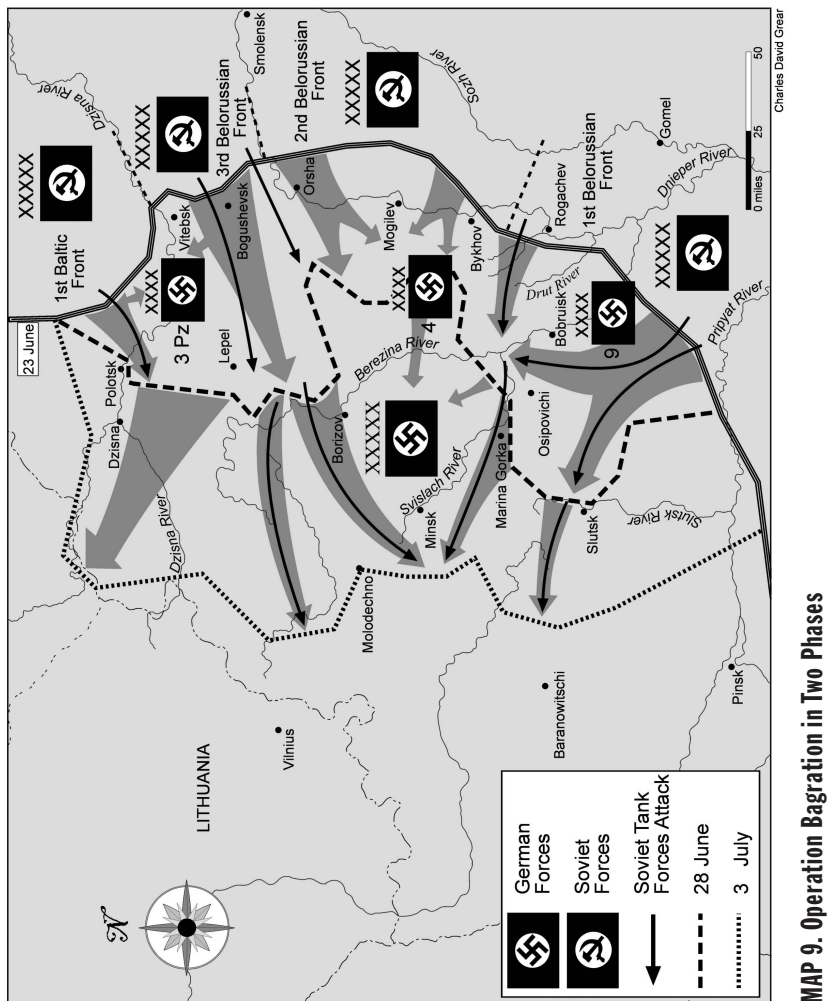 23 June
1st Baltic
Front
XXXXX
Dzisna River
XXXXX
3rd Belorussian
Front
Smolensk
2nd Belorussian
Front
XXXXX
Sozh River
Vitebsk
XXXX
3 Pz
Bogushevsk
Orsha
Polotsk
Dzisna
Lepel
Dzisna River
Mogilev
XXXX
4
Bykhov
Rogachev
1st Belorussian
Front
Gomel
Dnieper River
Drut River
Berezina River
Borizov
XXXXX
Bobruisk
XXXX
9
XXXXX
Pripyat River
Svislach River
Minsk
Marina Gorka
Osipovichi
Molodechno
Slutsk
Slutsk River
Vilnius
LITHUANIA
Baranowitschi
Pinsk
N
German
Forces
Soviet
Forces
Soviet Tank
Forces Attack
28 June
3 July
0 miles 25 50
Charles David Grear
MAP 9. Operation Bagration in Two Phases